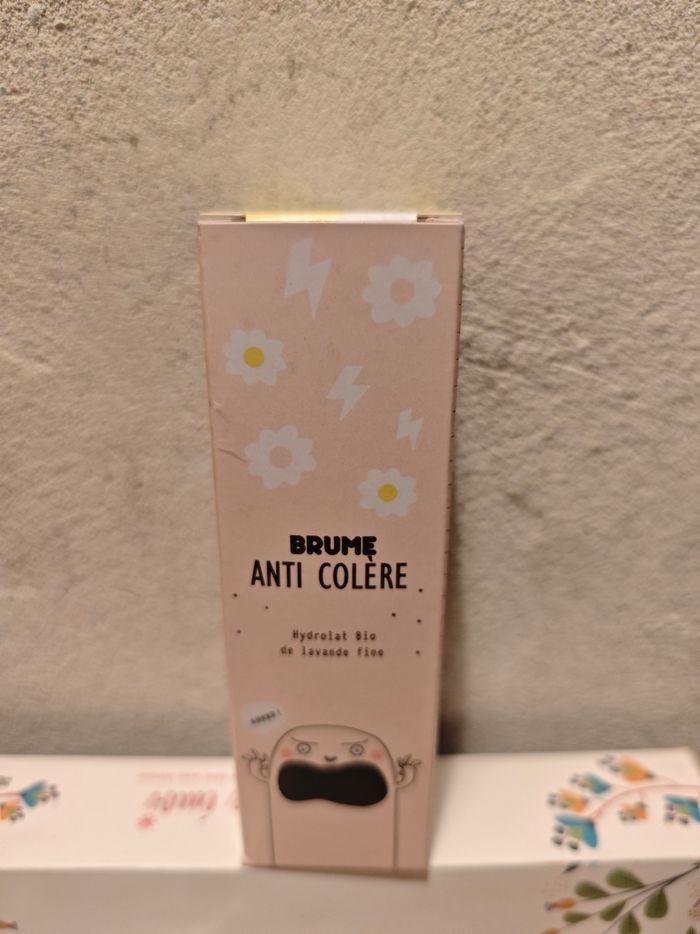 BRUME
ANTI COLÈRE
Hydrolat Bio
de lavande fine